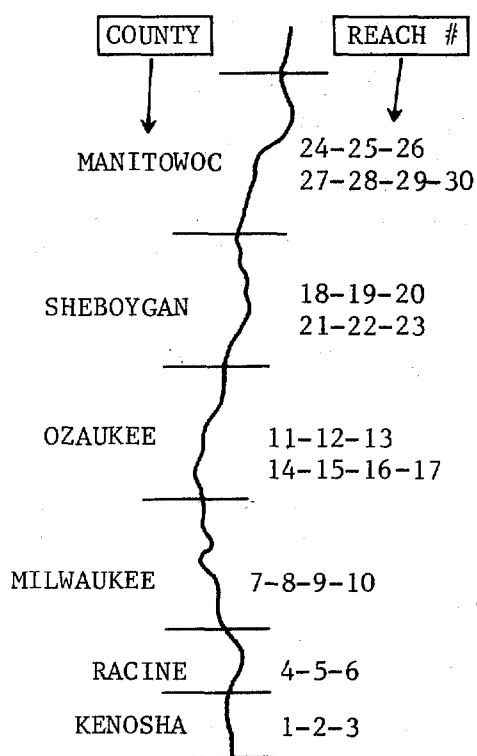 COUNTY REACH #
MANITOWOC 24-25-26
27-28-29-30
SHEBOYGAN 18-19-20
21-22-23
OZAUKEE 11-12-13
14-15-16-17
MILWAUKEE 7-8-9-10
RACINE 4-5-6
KENOSHA 1-2-3